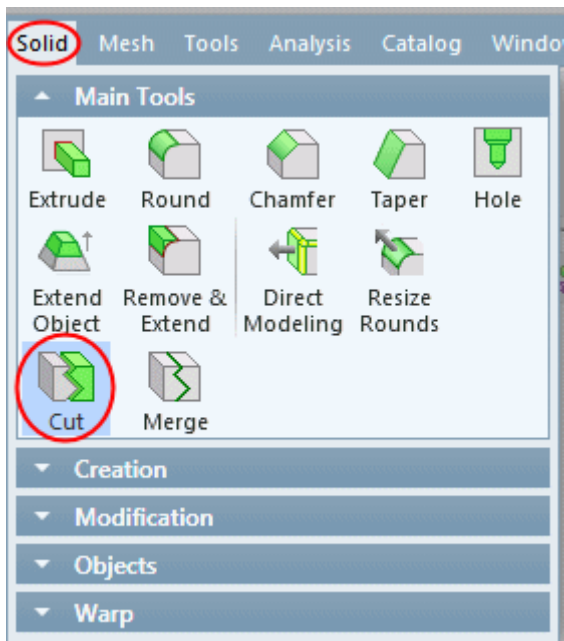 Solid Mesh Tools Analysis Catalog Windo
Main Tools
Extrude Round Chamfer Taper Hole
Extend Object Remove & Extend Direct Modeling Resize Rounds
Cut Merge
Creation
Modification
Objects
Warp